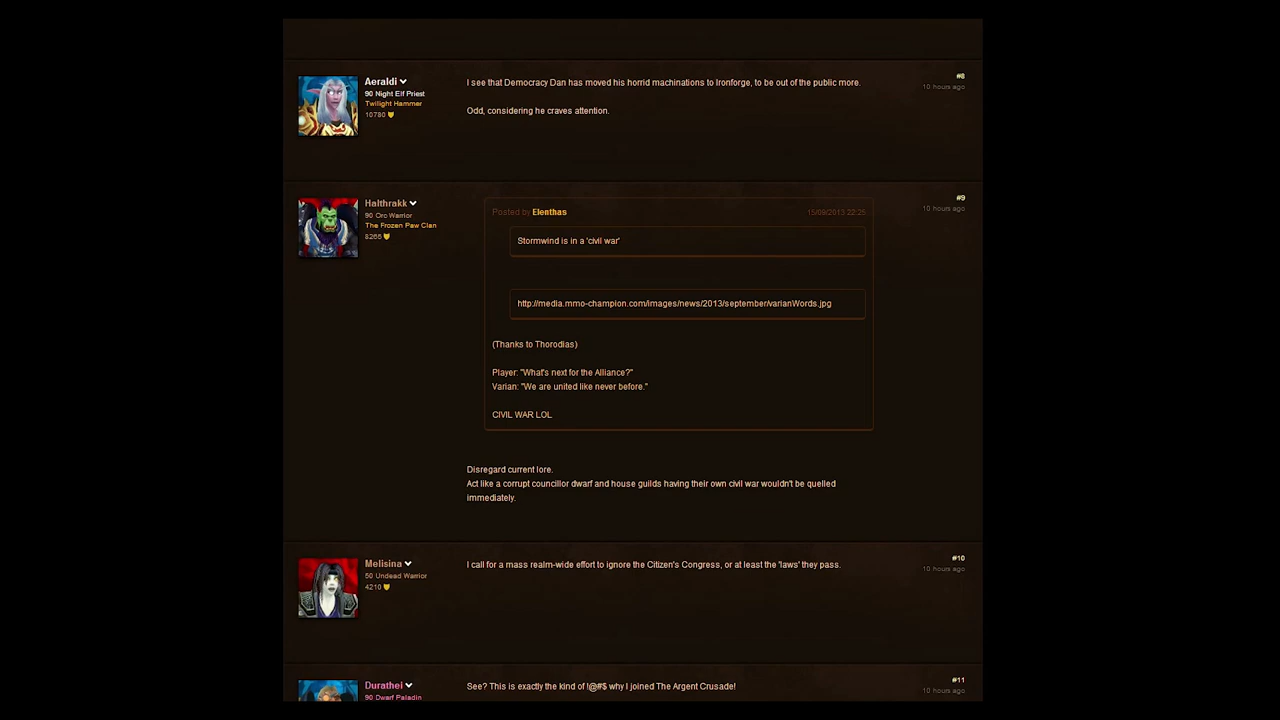 Aeraldi
90 Night Elf Priest
Twilight Hammer
10780
I see that Democracy Dan has moved his horrid machinations to Ironforge, to be out of the public more.
Odd, considering he craves attention.
#8
10 hours ago
Halthrakk
90 Orc Warrior
The Frozen Paw Clan
8265
Posted by Elenthas
15/09/2013 22:25
Stormwind is in a 'civil war'
http://media.mmo-champion.com/images/news/2013/september/varianWords.jpg
(Thanks to Thorodias)
Player: "What's next for the Alliance?"
Varian: "We are united like never before."
CIVIL WAR LOL
Disregard current lore.
Act like a corrupt councillor dwarf and house guilds having their own civil war wouldn't be quelled
immediately.
#9
10 hours ago
Melisina
50 Undead Warrior
4210
I call for a mass realm-wide effort to ignore the Citizen's Congress, or at least the 'laws' they pass.
#10
10 hours ago
Durathei
90 Dwarf Paladin
See? This is exactly the kind of !@#$ why I joined The Argent Crusade!
#11
10 hours ago